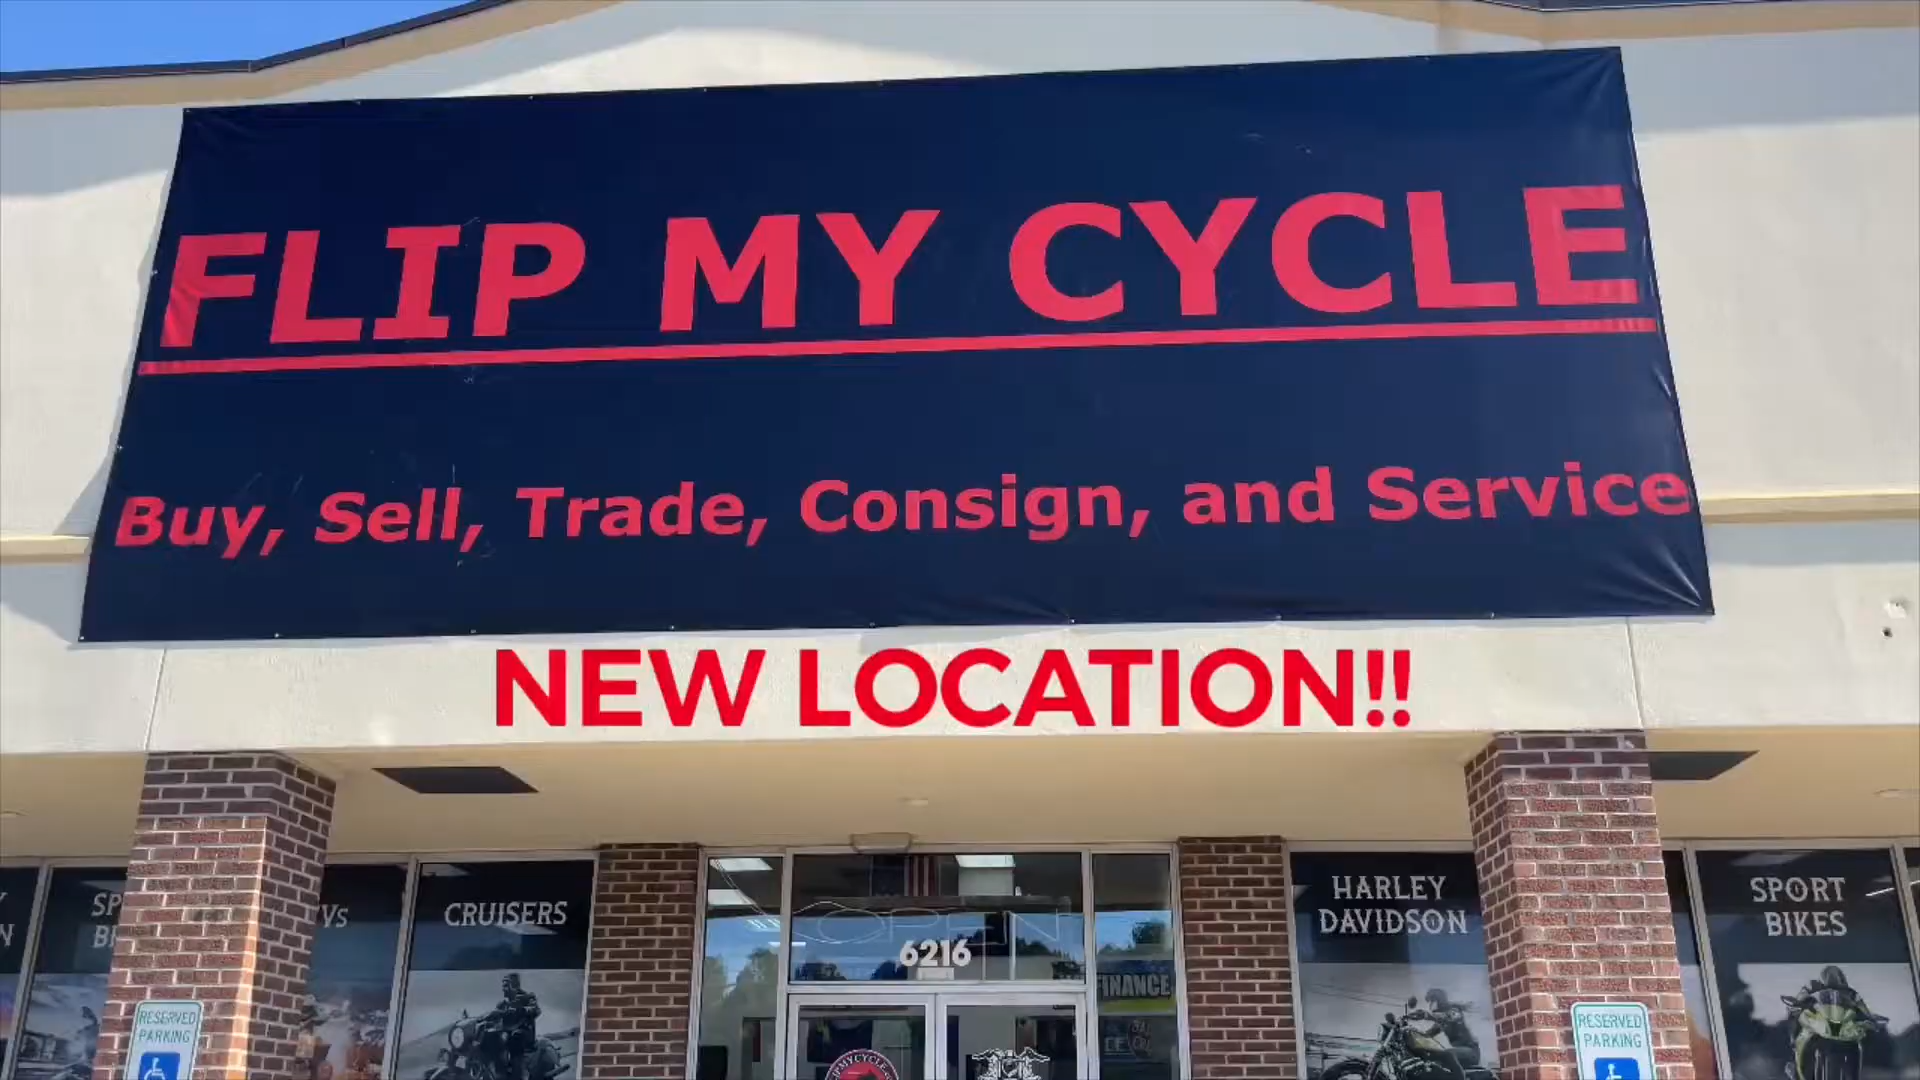 FLIP MY CYCLE
Buy, Sell, Trade, Consign, and Service
NEW LOCATION!!
CRUISERS
OPEN
6216
FINANCE
HARLEY
DAVIDSON
SPORT
BIKES
RESERVED
PARKING
RESERVED
PARKING